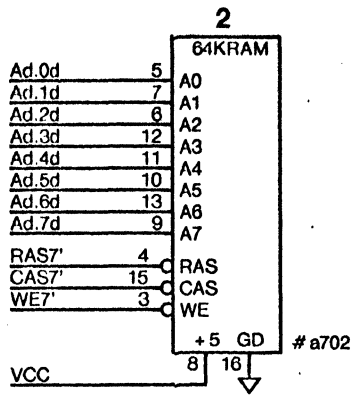 2
64KRAM
Ad.0d 5 A0
Ad.1d 7 A1
Ad.2d 6 A2
Ad.3d 12 A3
Ad.4d 11 A4
Ad.5d 10 A5
Ad.6d 13 A6
Ad.7d 9 A7
RAS7' 4 RAS
CAS7' 15 CAS
WE7' 3 WE
+5 GD #a702
8 16
VCC